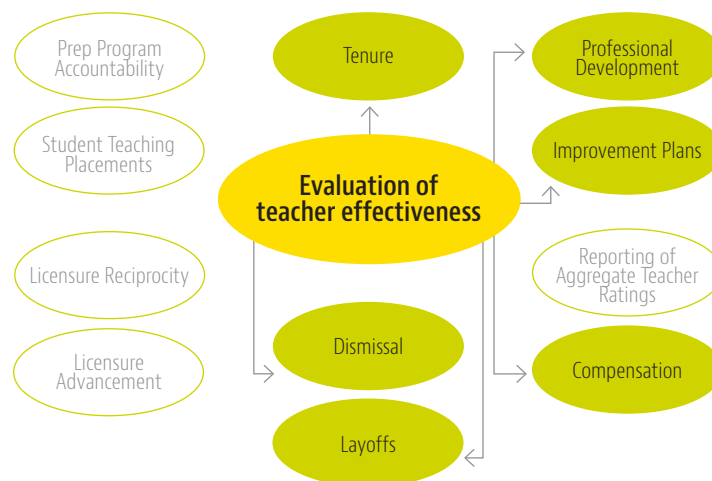 Prep Program
Accountability
Tenure
Professional
Development
Student Teaching
Placements
Improvement Plans
Evaluation of
teacher effectiveness
Licensure Reciprocity
Reporting of
Aggregate Teacher
Ratings
Dismissal
Licensure
Advancement
Compensation
Layoffs